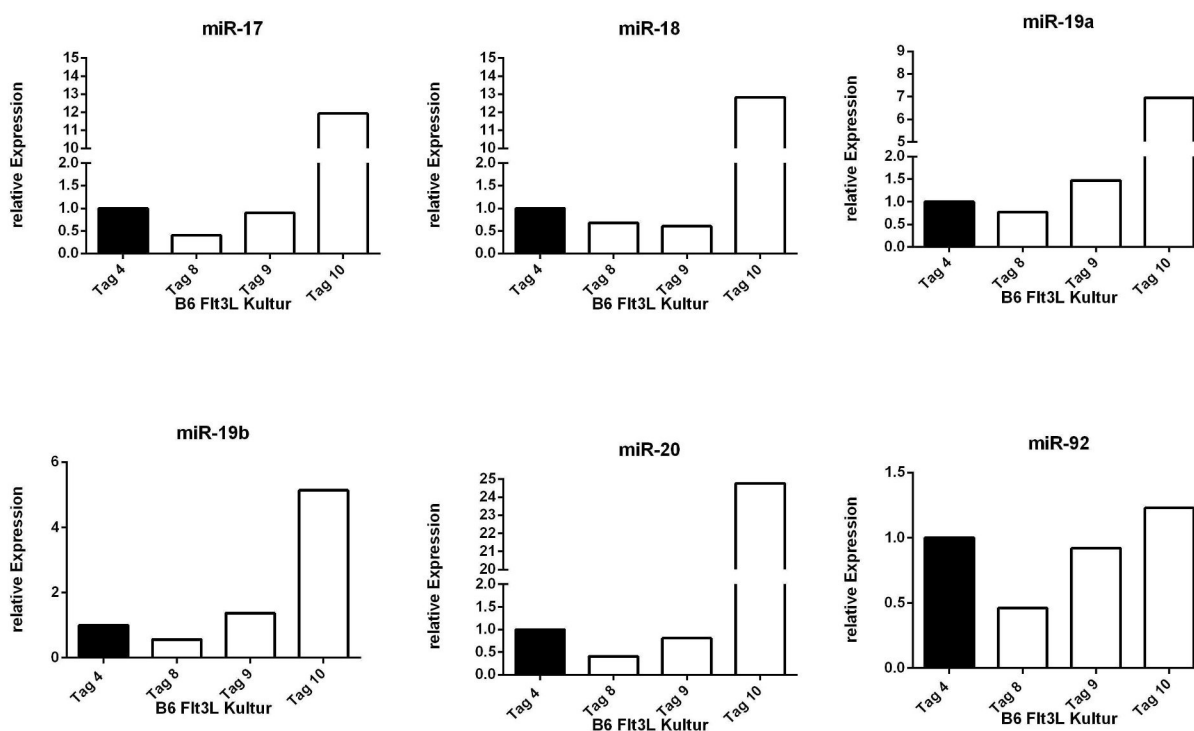 miR-17
relative Expression
15
14
13
12
11
10
2.0
1.5
1.0
0.5
0.0
Tag 4
Tag 8
Tag 9
Tag 10
B6 Flt3L Kultur
miR-18
relative Expression
15
14
13
12
11
10
2.0
1.5
1.0
0.5
0.0
Tag 4
Tag 8
Tag 9
Tag 10
B6 Flt3L Kultur
miR-19a
relative Expression
9
8
7
6
5
2.0
1.5
1.0
0.5
0.0
Tag 4
Tag 8
Tag 9
Tag 10
B6 Flt3L Kultur
miR-19b
relative Expression
6
4
2
0
Tag 4
Tag 8
Tag 9
Tag 10
B6 Flt3L Kultur
miR-20
relative Expression
25
24
23
22
21
20
2.0
1.5
1.0
0.5
0.0
Tag 4
Tag 8
Tag 9
Tag 10
B6 Flt3L Kultur
miR-92
relative Expression
1.5
1.0
0.5
0.0
Tag 4
Tag 8
Tag 9
Tag 10
B6 Flt3L Kultur